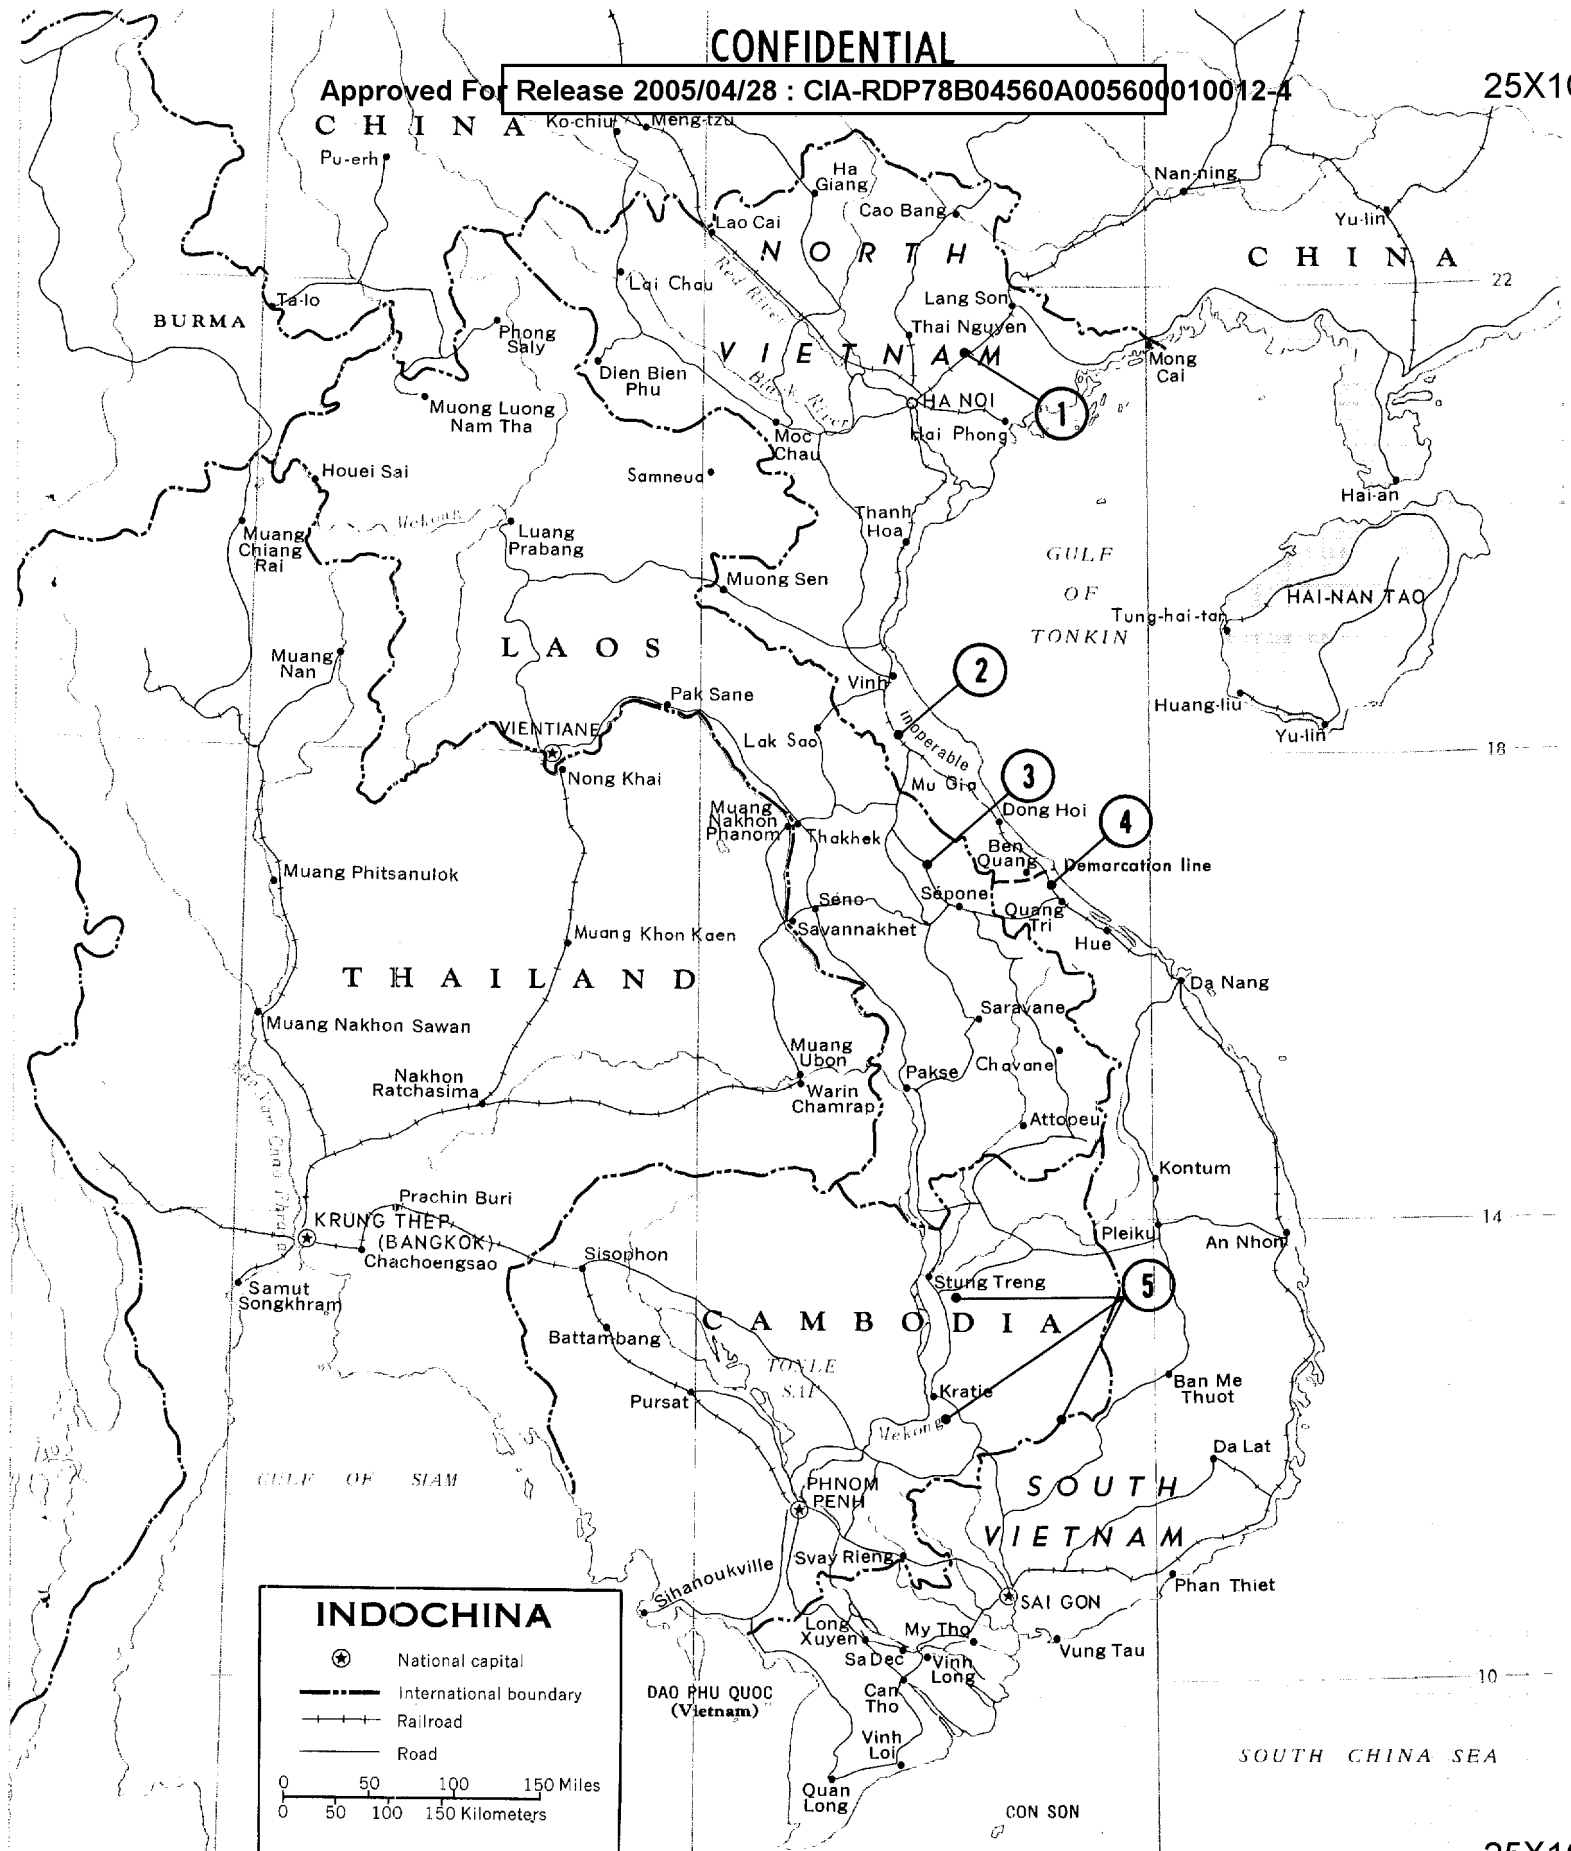 CONFIDENTIAL
Approved For Release 2005/04/28 : CIA-RDP78B04560A005600010012-4
CHINA
Ko-chiu
Meng-tzu
Pu-erh
Ha
Giang
Cao Bang
Nan-ning
Yu-lin
Lao Cai
NORTH
CHINA
Red River
Lai Chau
22
Ta-lo
Lang Son
BURMA
Phong
Saly
Thai Nguyen
VIETNAM
Mong
Cai
Dien Bien
Phu
Black River
HA NOI
1
Muong Luong
Nam Tha
Moc
Chau
Hai Phong
Houei Sai
Samneua
Hai-an
Mekong
Muang
Chiang
Rai
Luang
Prabang
Thanh
Hoa
GULF
OF
TONKIN
Muong Sen
HAI-NAN TAO
Tung-hai-tan
LAOS
Muang
Nan
Vinh
2
Pak Sane
Huang-liu
Yu-lin
VIENTIANE
inoperable
Lak Sao
18
Nong Khai
Mu Gia
3
Muang
Nakhon
Phanom
Thakhek
Dong Hoi
4
Ben
Quang
Demarcation line
Muang Phitsanulok
Séno
Sépone
Quang
Tri
Savannakhet
Hue
Muang Khon Kaen
THAILAND
Da Nang
Saravane
Muang Nakhon Sawan
Muang
Ubon
Chavane
Nakhon
Ratchasima
Pakse
Warin
Chamrap
Attopeu
Kontum
Prachin Buri
KRUNG THEP
(BANGKOK)
14
Pleiku
An Nhon
Chachoengsao
Sisophon
Samut
Songkhram
Stung Treng
5
CAMBODIA
Battambang
TONLE
SAP
Ban Me
Thuot
Pursat
Kratie
Mekong
Da Lat
GULF OF SIAM
PHNOM
PENH
SOUTH
VIETNAM
Svay Rieng
Sihanoukville
Phan Thiet
SAI GON
Long
Xuyen
My Tho
Vung Tau
Sa Dec
Vinh
Long
Can
Tho
DAO PHU QUOC
(Vietnam)
10
Vinh
Loi
SOUTH CHINA SEA
Quan
Long
CON SON
INDOCHINA
National capital
International boundary
Railroad
Road
0 50 100 150 Miles
0 50 100 150 Kilometers